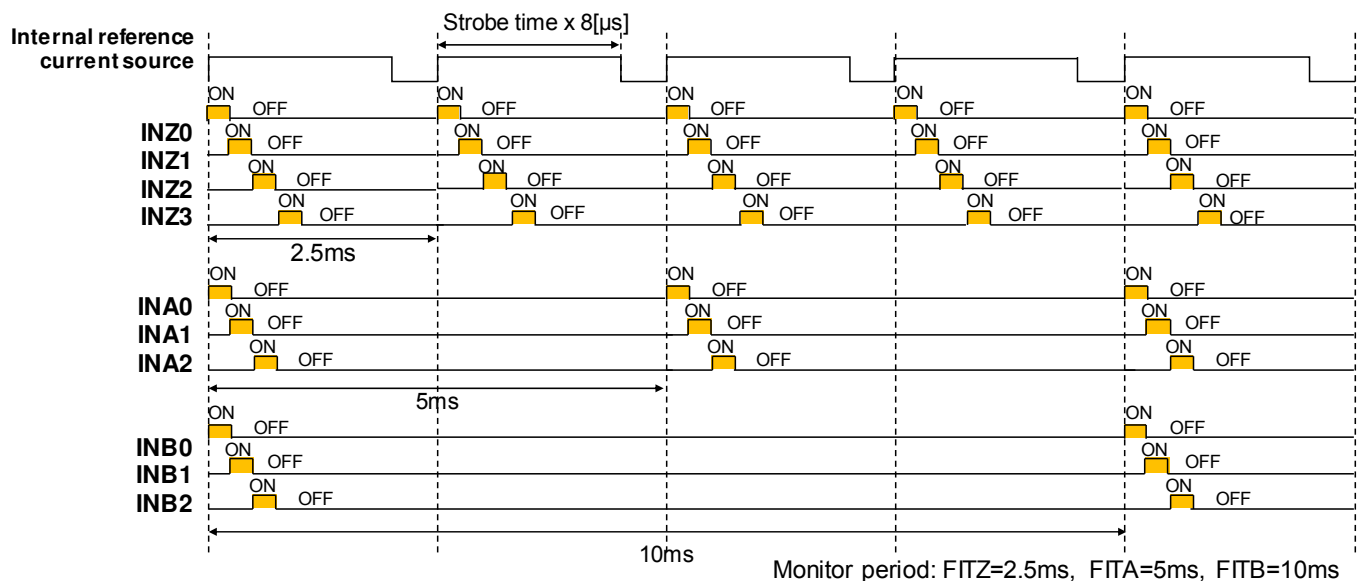 Strobe time x 8[μs]
Internal reference
current source
ON ON ON ON ON
OFF OFF OFF OFF OFF
INZ0
ON ON ON ON ON
OFF OFF OFF OFF OFF
INZ1
ON ON ON ON ON
OFF OFF OFF OFF OFF
INZ2
ON ON ON ON ON
INZ3
OFF OFF OFF OFF OFF
2.5ms
ON ON ON
OFF OFF OFF
INA0
ON ON ON
OFF OFF OFF
INA1
ON ON ON
INA2
OFF OFF OFF
5ms
ON ON
OFF OFF
INB0
ON ON
OFF OFF
INB1
ON ON
INB2
OFF OFF
10ms
Monitor period: FITZ=2.5ms, FITA=5ms, FITB=10ms